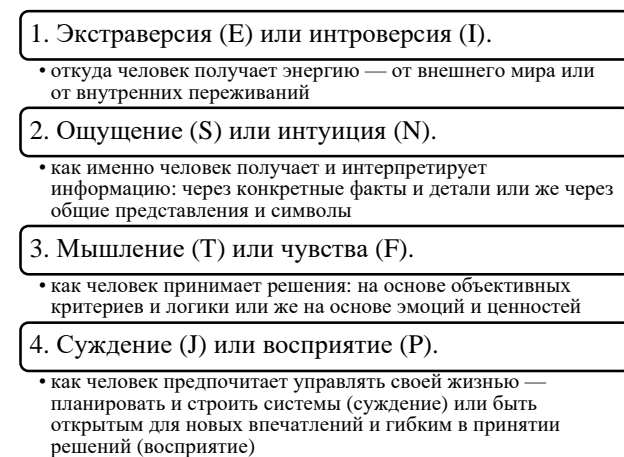 1. Экстраверсия (E) или интроверсия (I).
• откуда человек получает энергию — от внешнего мира или
от внутренних переживаний
2. Ощущение (S) или интуиция (N).
• как именно человек получает и интерпретирует
информацию: через конкретные факты и детали или же через
общие представления и символы
3. Мышление (T) или чувства (F).
• как человек принимает решения: на основе объективных
критериев и логики или же на основе эмоций и ценностей
4. Суждение (J) или восприятие (P).
• как человек предпочитает управлять своей жизнью —
планировать и строить системы (суждение) или быть
открытым для новых впечатлений и гибким в принятии
решений (восприятие)